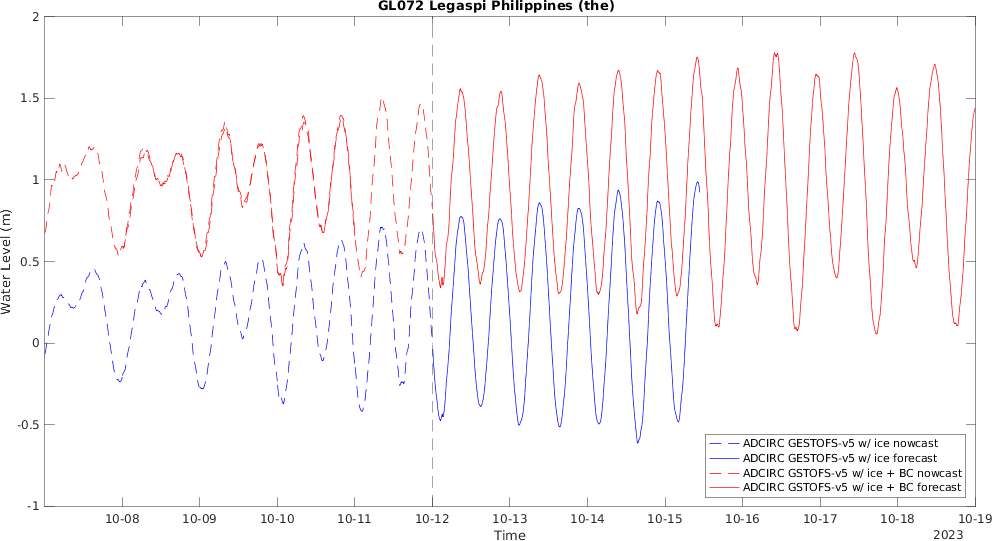 GL072 Legaspi Philippines (the)
2
1.5
1
0.5
0
-0.5
-1
Water Level (m)
10-08
10-09
10-10
10-11
10-12
10-13
10-14
10-15
10-16
10-17
10-18
10-19
Time
2023
ADCIRC GESTOFS-v5 w/ ice nowcast
ADCIRC GESTOFS-v5 w/ ice forecast
ADCIRC GSTOFS-v5 w/ ice + BC nowcast
ADCIRC GSTOFS-v5 w/ ice + BC forecast